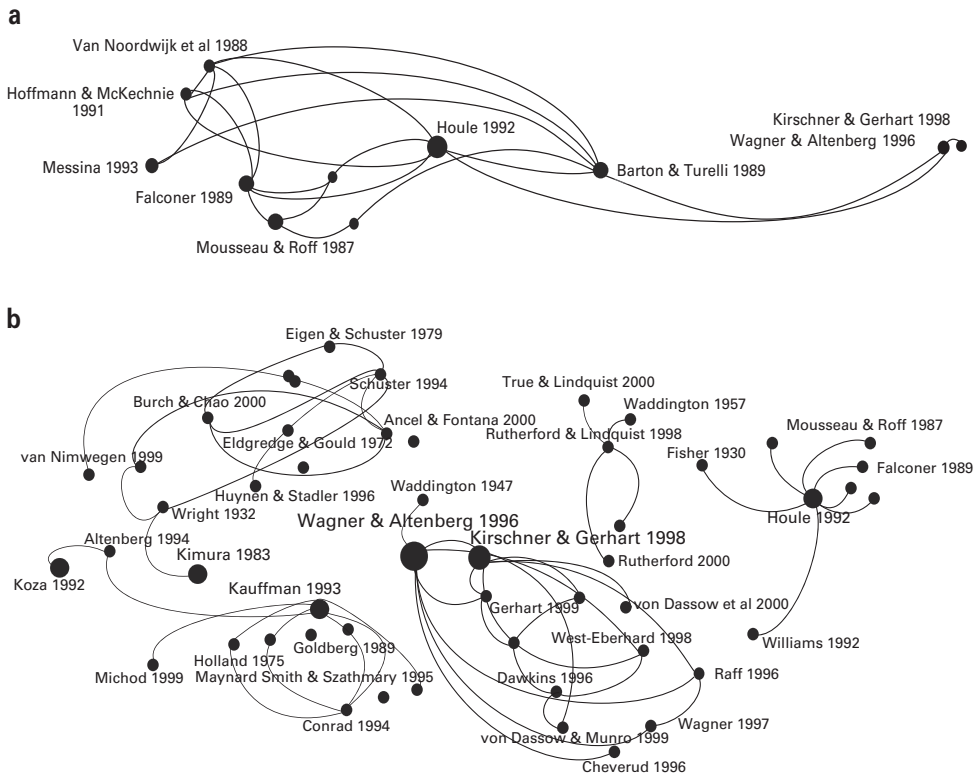 a
Van Noordwijk et al 1988
Hoffmann & McKechnie
1991
Messina 1993
Falconer 1989
Mousseau & Roff 1987
Houle 1992
Barton & Turelli 1989
Kirschner & Gerhart 1998
Wagner & Altenberg 1996
b
Eigen & Schuster 1979
Schuster 1994
Burch & Chao 2000
Ancel & Fontana 2000
Eldgredge & Gould 1972
van Nimwegen 1999
Huynen & Stadler 1996
Wright 1932
Altenberg 1994
Kimura 1983
Koza 1992
Kauffman 1993
Goldberg 1989
Holland 1975
Michod 1999
Maynard Smith & Szathmary 1995
Conrad 1994
True & Lindquist 2000
Waddington 1957
Rutherford & Lindquist 1998
Rutherford 2000
Fisher 1930
Mousseau & Roff 1987
Falconer 1989
Houle 1992
Williams 1992
Waddington 1947
Wagner & Altenberg 1996
Kirschner & Gerhart 1998
Gerhart 1999
von Dassow et al 2000
West-Eberhard 1998
Dawkins 1996
Raff 1996
Wagner 1997
von Dassow & Munro 1999
Cheverud 1996